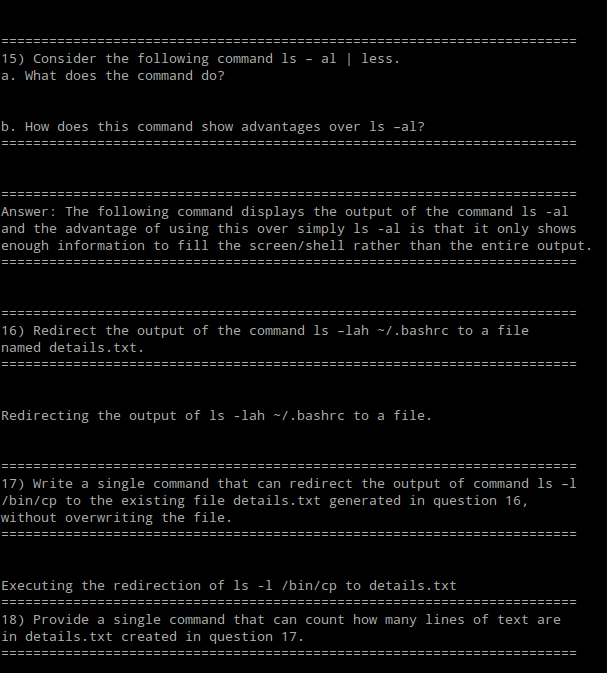 ========================================================================
15) Consider the following command ls – al | less.
a. What does the command do?
b. How does this command show advantages over ls –al?
========================================================================
========================================================================
Answer: The following command displays the output of the command ls -al
and the advantage of using this over simply ls -al is that it only shows
enough information to fill the screen/shell rather than the entire output.
========================================================================
========================================================================
16) Redirect the output of the command ls –lah ~/.bashrc to a file
named details.txt.
========================================================================
Redirecting the output of ls -lah ~/.bashrc to a file.
========================================================================
17) Write a single command that can redirect the output of command ls –l
/bin/cp to the existing file details.txt generated in question 16,
without overwriting the file.
========================================================================
Executing the redirection of ls -l /bin/cp to details.txt
========================================================================
18) Provide a single command that can count how many lines of text are
in details.txt created in question 17.
========================================================================